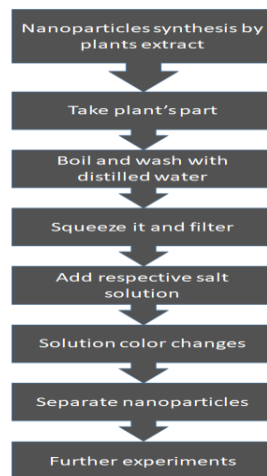 Nanoparticles synthesis by
plants extract
Take plant's part
Boil and wash with
distilled water
Squeeze it and filter
Add respective salt
solution
Solution color changes
Separate nanoparticles
Further experiments